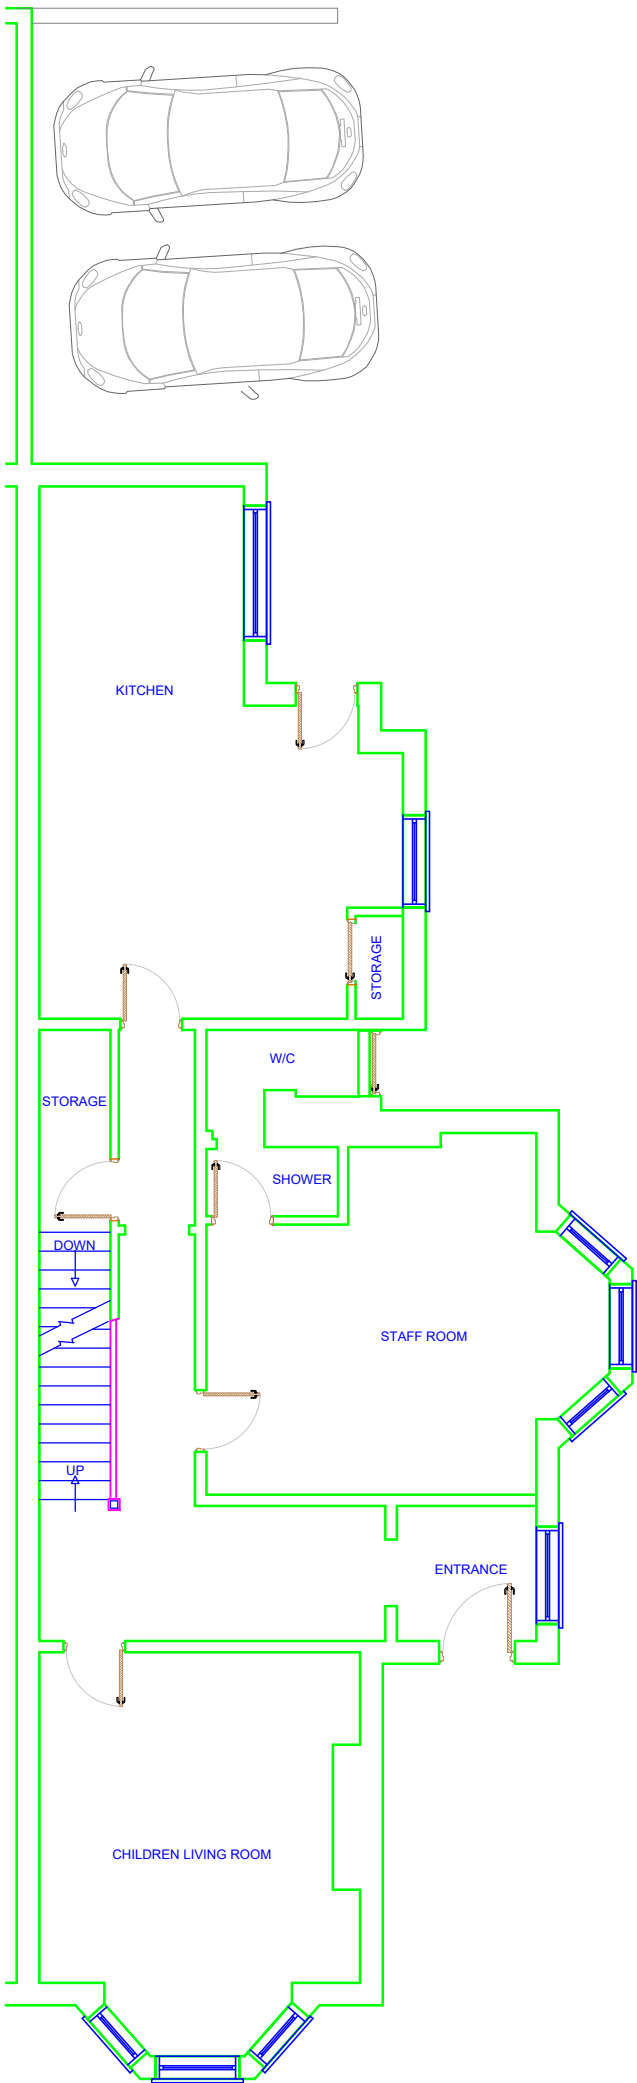 KITCHEN
STORAGE
W/C
STORAGE
SHOWER
DOWN
STAFF ROOM
UP
ENTRANCE
CHILDREN LIVING ROOM